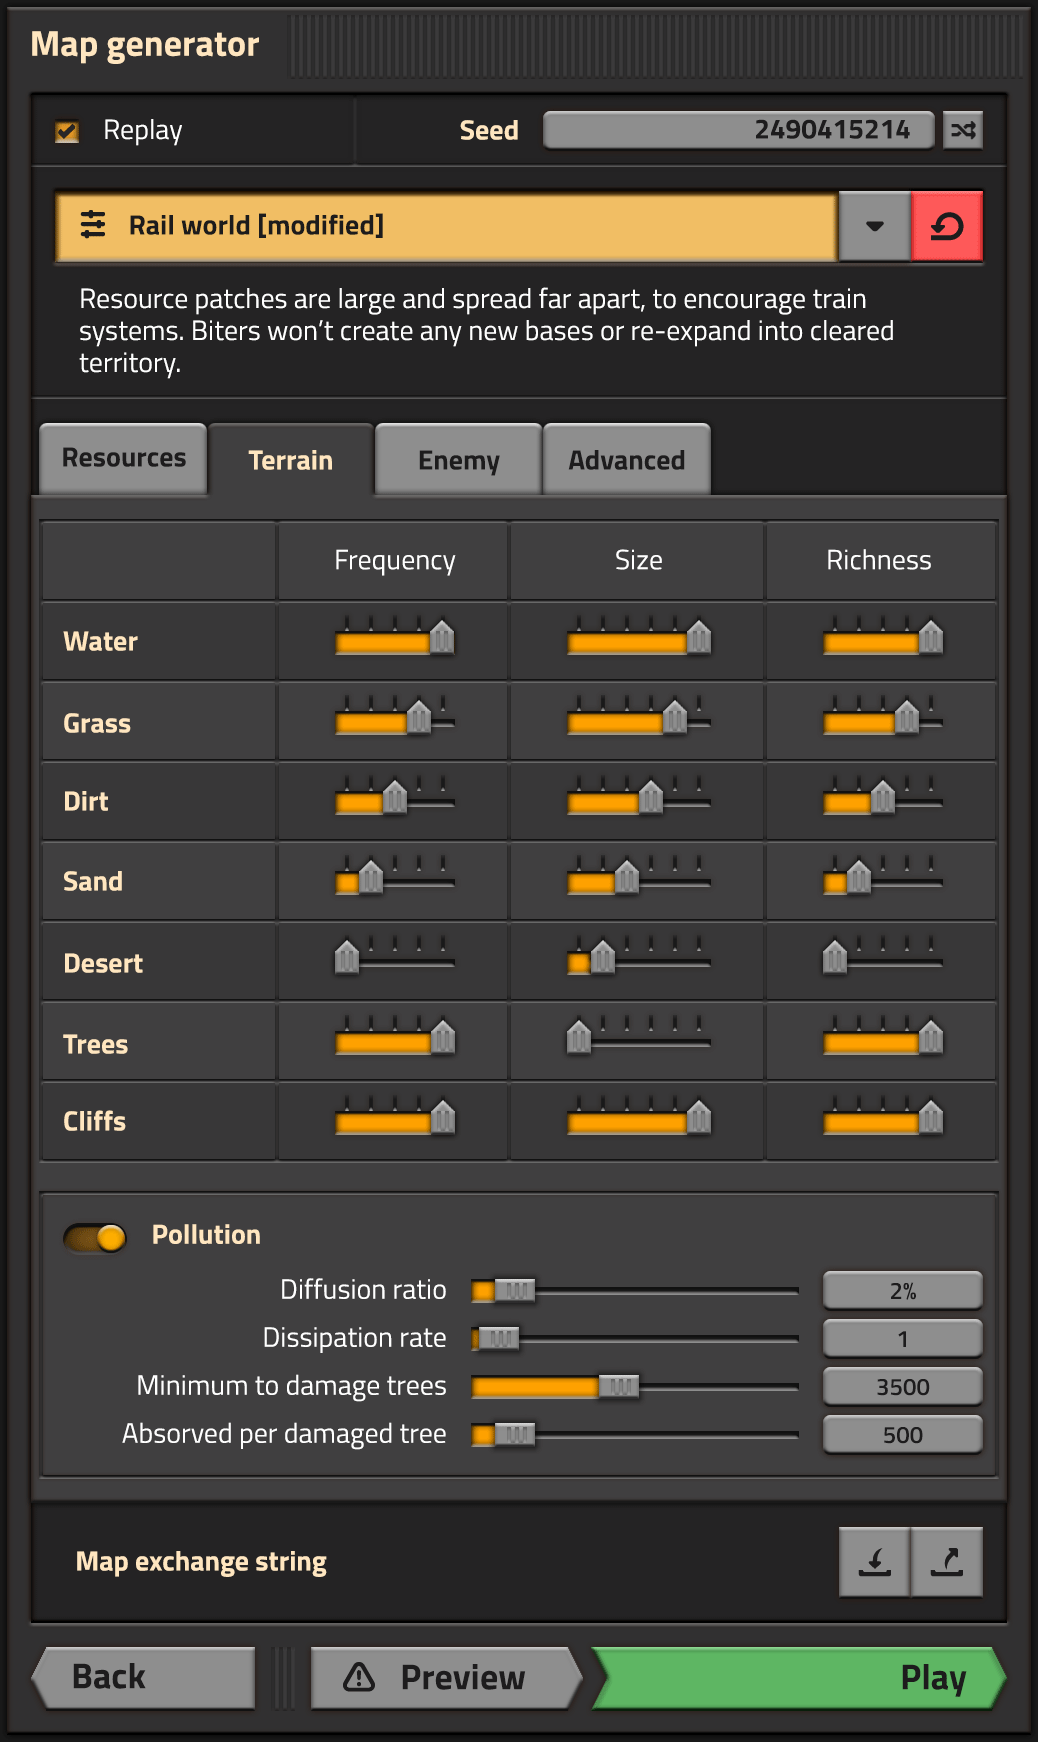 Map generator
Replay
Seed
2490415214
Rail world [modified]
Resource patches are large and spread far apart, to encourage train
systems. Biters won’t create any new bases or re-expand into cleared
territory.
Resources
Terrain
Enemy
Advanced
Frequency
Size
Richness
Water
Grass
Dirt
Sand
Desert
Trees
Cliffs
Pollution
Diffusion ratio
2%
Dissipation rate
1
Minimum to damage trees
3500
Absorved per damaged tree
500
Map exchange string
Back
Preview
Play